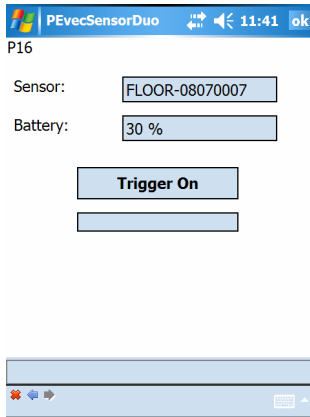 PEvecSensorDuo 11:41 ok
P16
Sensor: FLOOR-08070007
Battery: 30 %
Trigger On